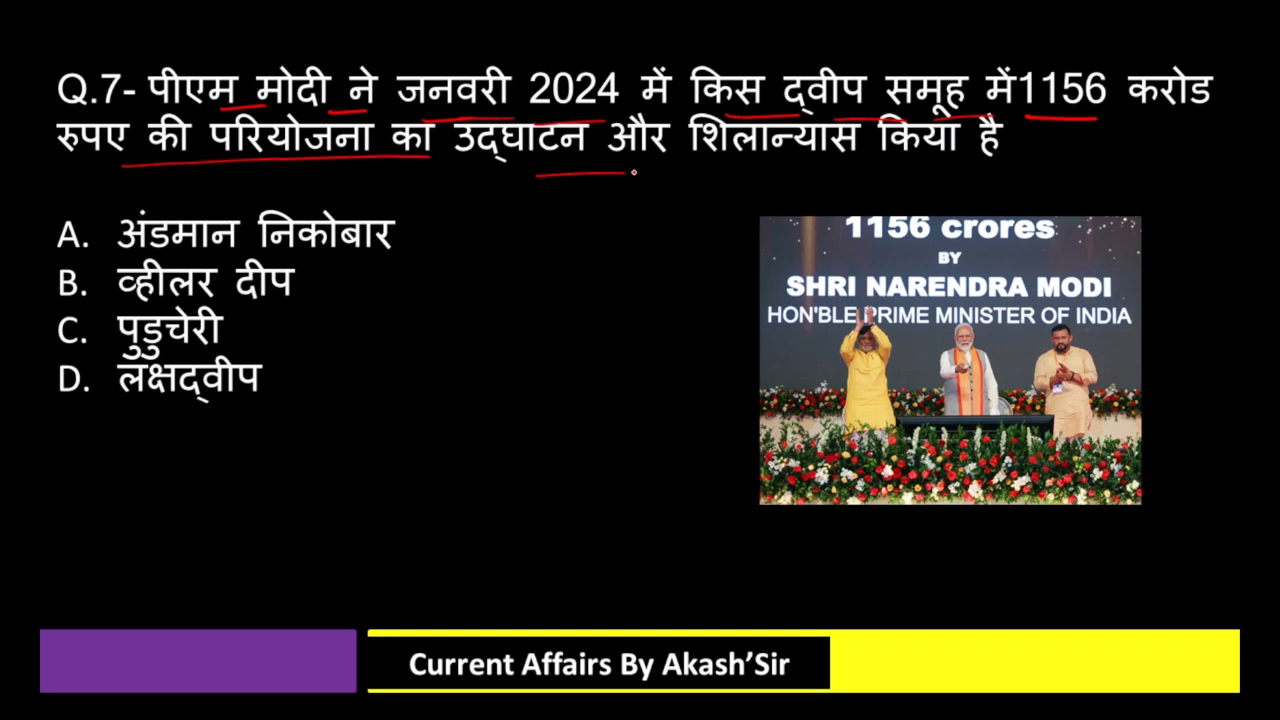 Q.7- पीएम मोदी ने जनवरी 2024 में किस द्वीप समूह में1156 करोड
रुपए की परियोजना का उद्घाटन और शिलान्यास किया है
A. अंडमान निकोबार
B. व्हीलर दीप
C. पुडुचेरी
D. लक्षद्वीप
1156 crores
BY
SHRI NARENDRA MODI
HON'BLE PRIME MINISTER OF INDIA
Current Affairs By Akash’Sir